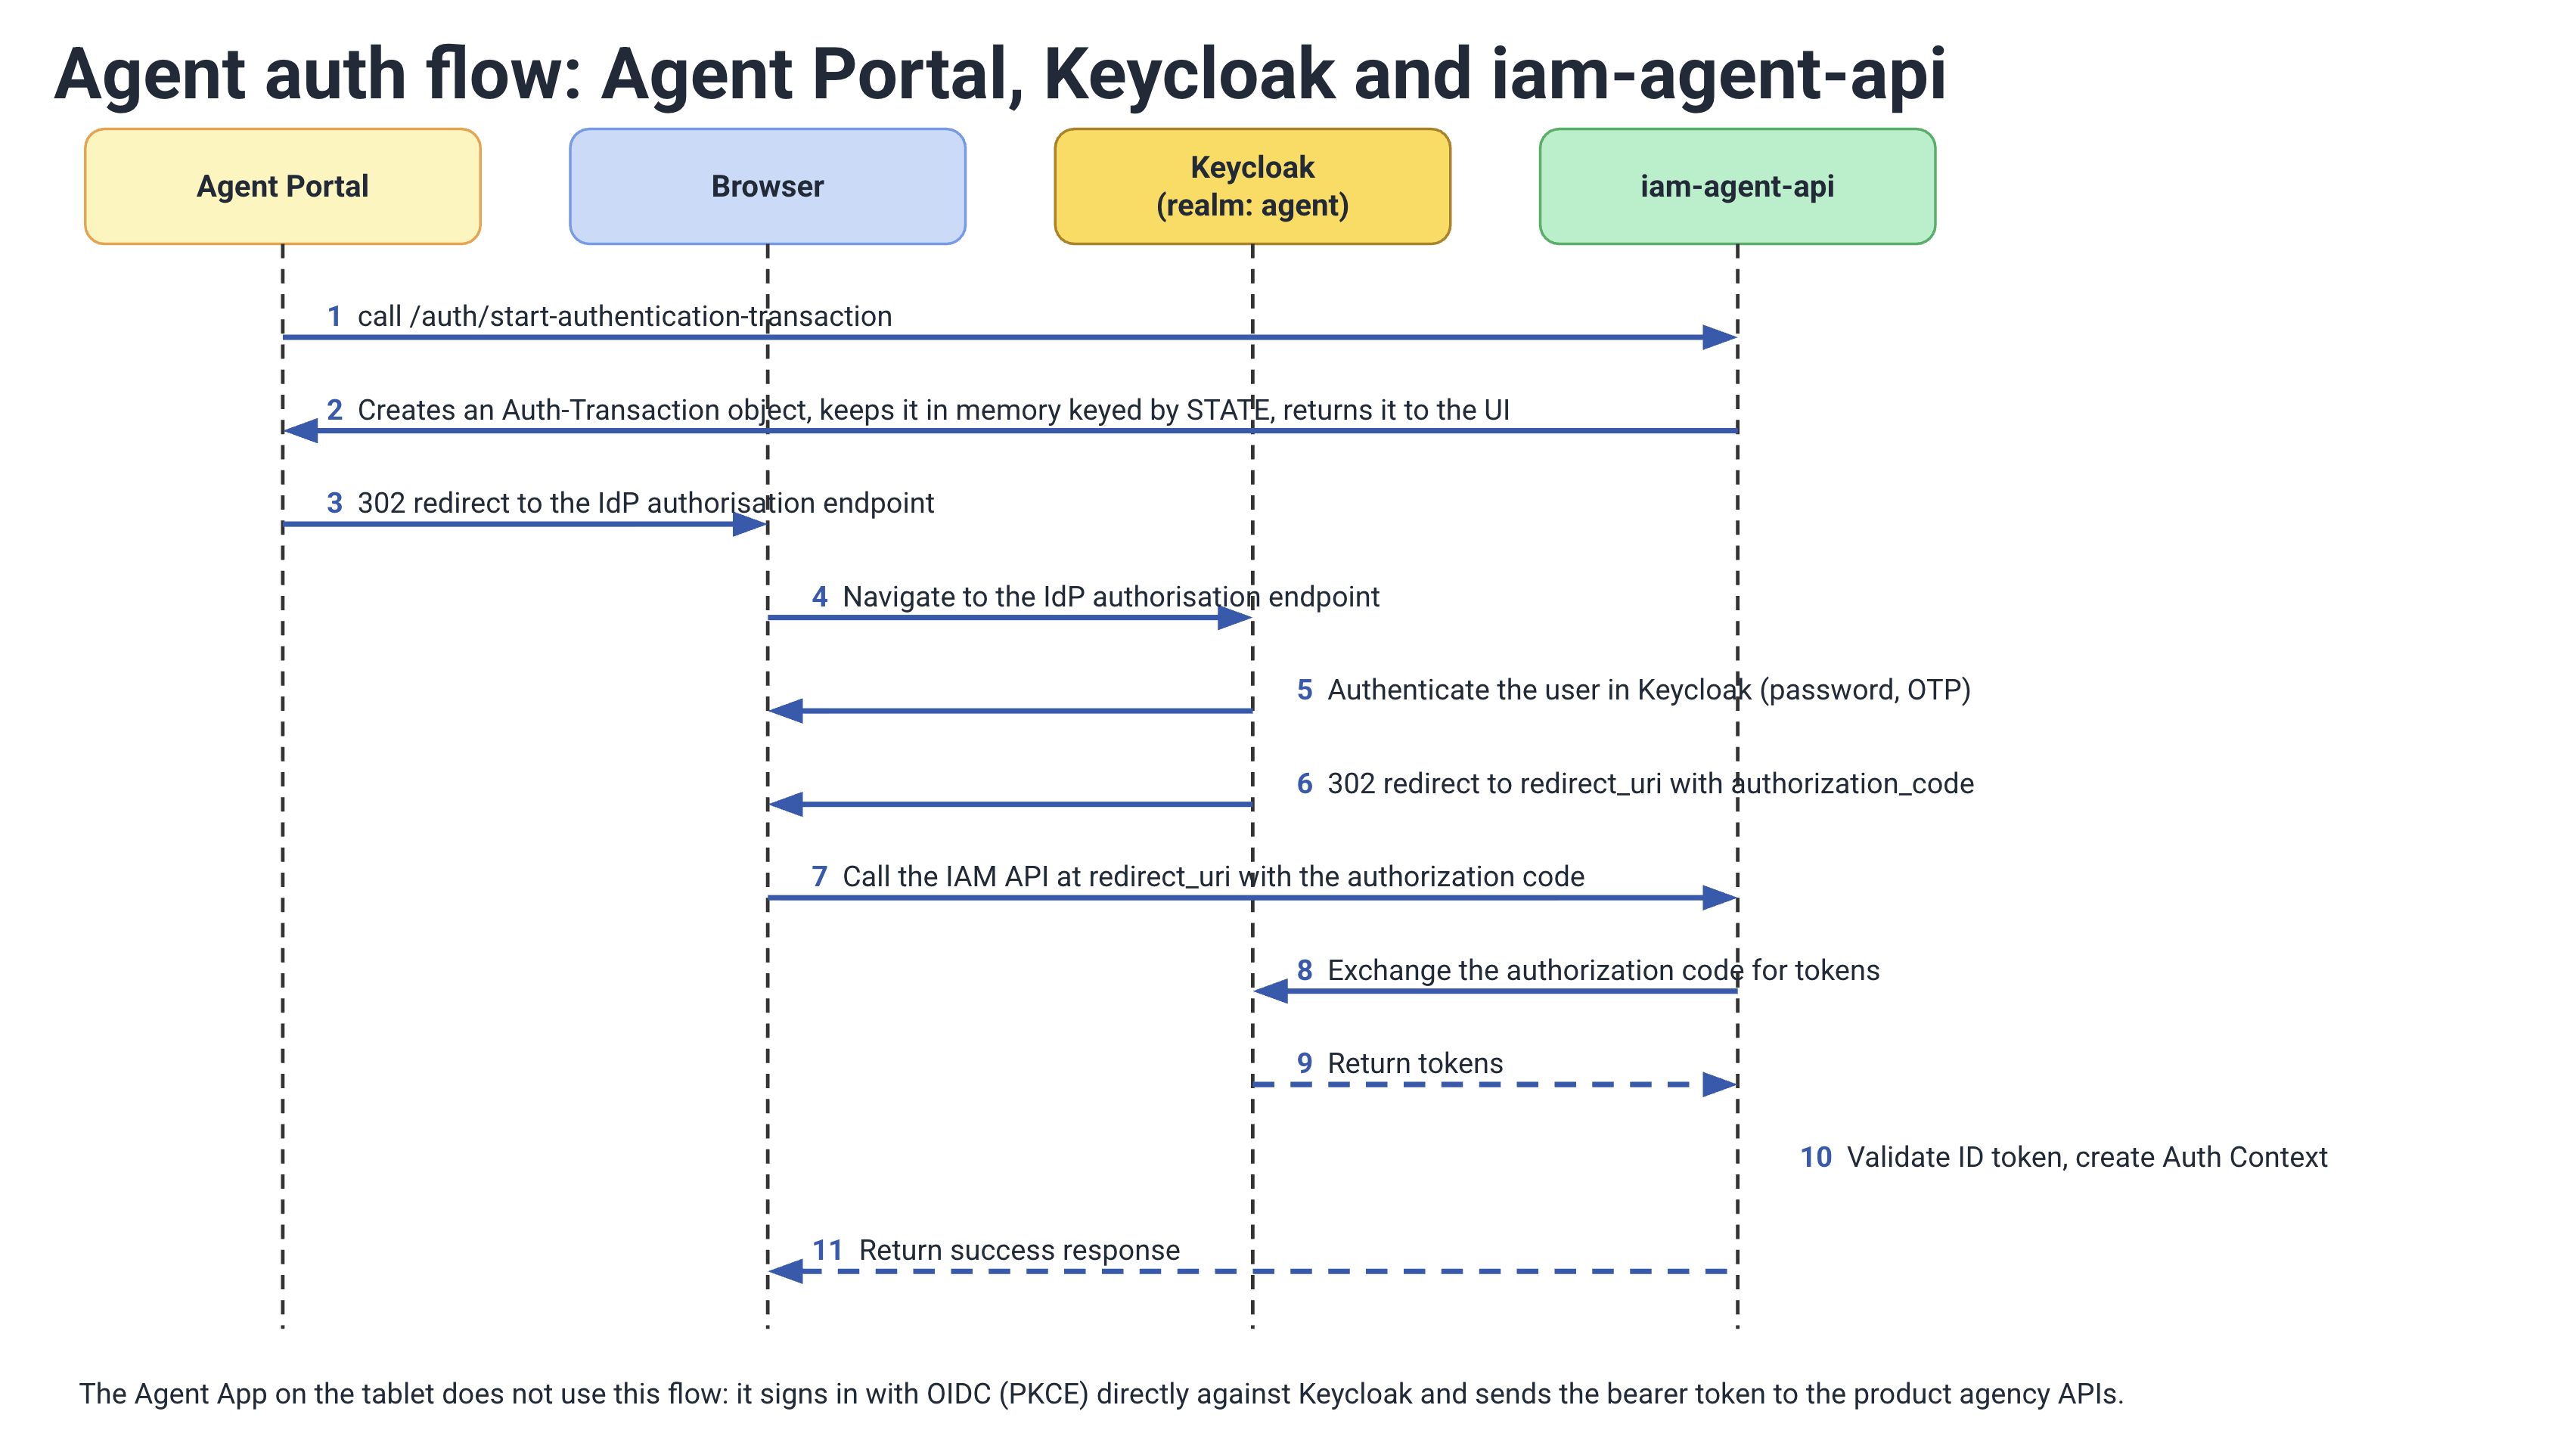 Agent auth flow: Agent Portal, Keycloak and iam-agent-api
Agent Portal
Browser
Keycloak
(realm: agent)
iam-agent-api
1 call /auth/start-authentication-transaction
2 Creates an Auth-Transaction object, keeps it in memory keyed by STATE, returns it to the UI
3 302 redirect to the IdP authorisation endpoint
4 Navigate to the IdP authorisation endpoint
5 Authenticate the user in Keycloak (password, OTP)
6 302 redirect to redirect_uri with authorization_code
7 Call the IAM API at redirect_uri with the authorization code
8 Exchange the authorization code for tokens
9 Return tokens
10 Validate ID token, create Auth Context
11 Return success response
The Agent App on the tablet does not use this flow: it signs in with OIDC (PKCE) directly against Keycloak and sends the bearer token to the product agency APIs.